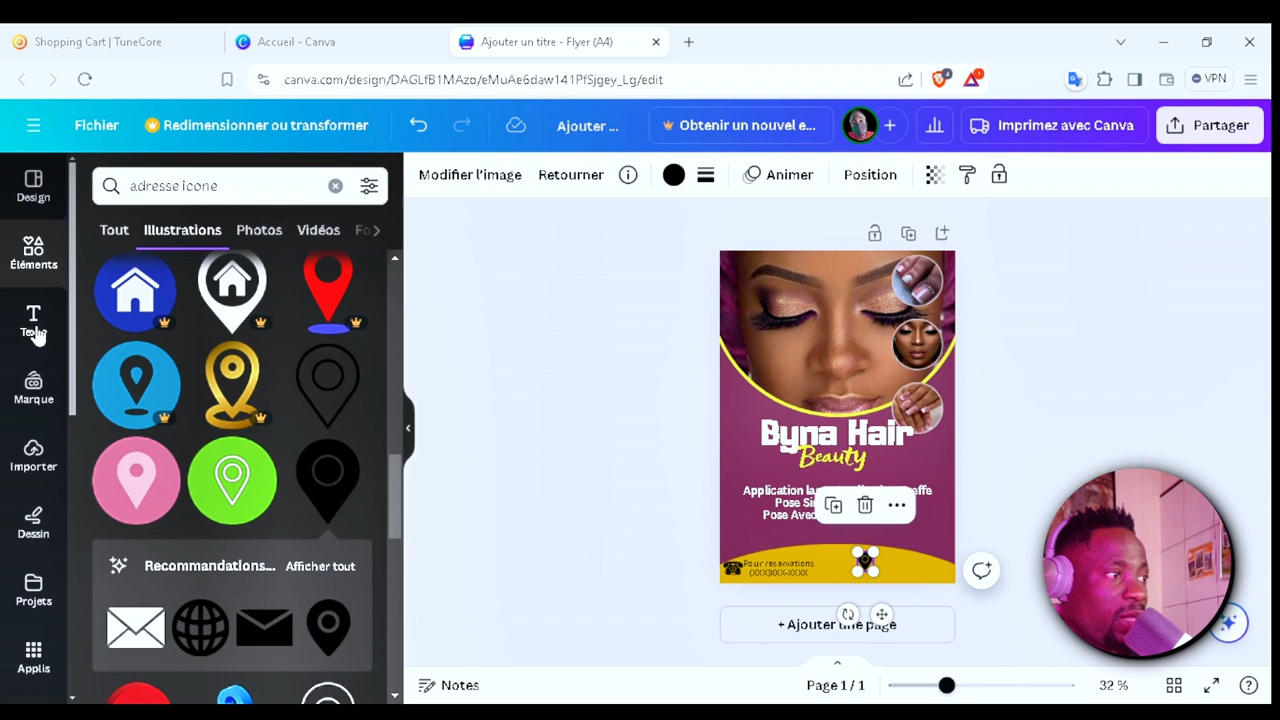 Shopping Cart | TuneCore
Accueil - Canva
Ajouter un titre - Flyer (A4)
canva.com/design/DAGLfB1MAzo/eMuAe6daw141PfSjgey_Lg/edit
VPN
Fichier
Redimensionner ou transformer
Ajouter ...
Obtenir un nouvel e...
Imprimez avec Canva
Partager
Design
Éléments
Marque
Importer
Dessin
Projets
Applis
adresse icone
Tout
Illustrations
Photos
Vidéos
Fo
Recommandations...
Afficher tout
Modifier l'image
Retourner
Animer
Position
Byna Hair
Beauty
Application
Pour reservations
+ Ajouter une page
Notes
Page 1 / 1
32 %